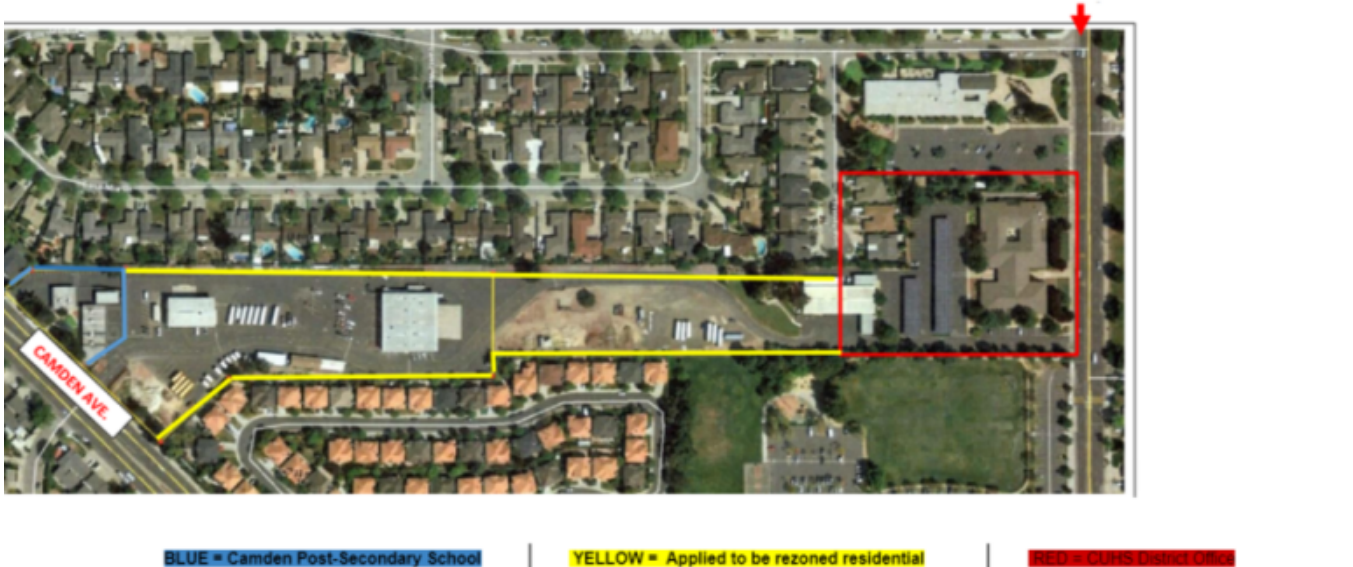 CAMDEN AVE.
BLUE = Camden Post-Secondary School
YELLOW = Applied to be rezoned residential
RED = CUHS District Office